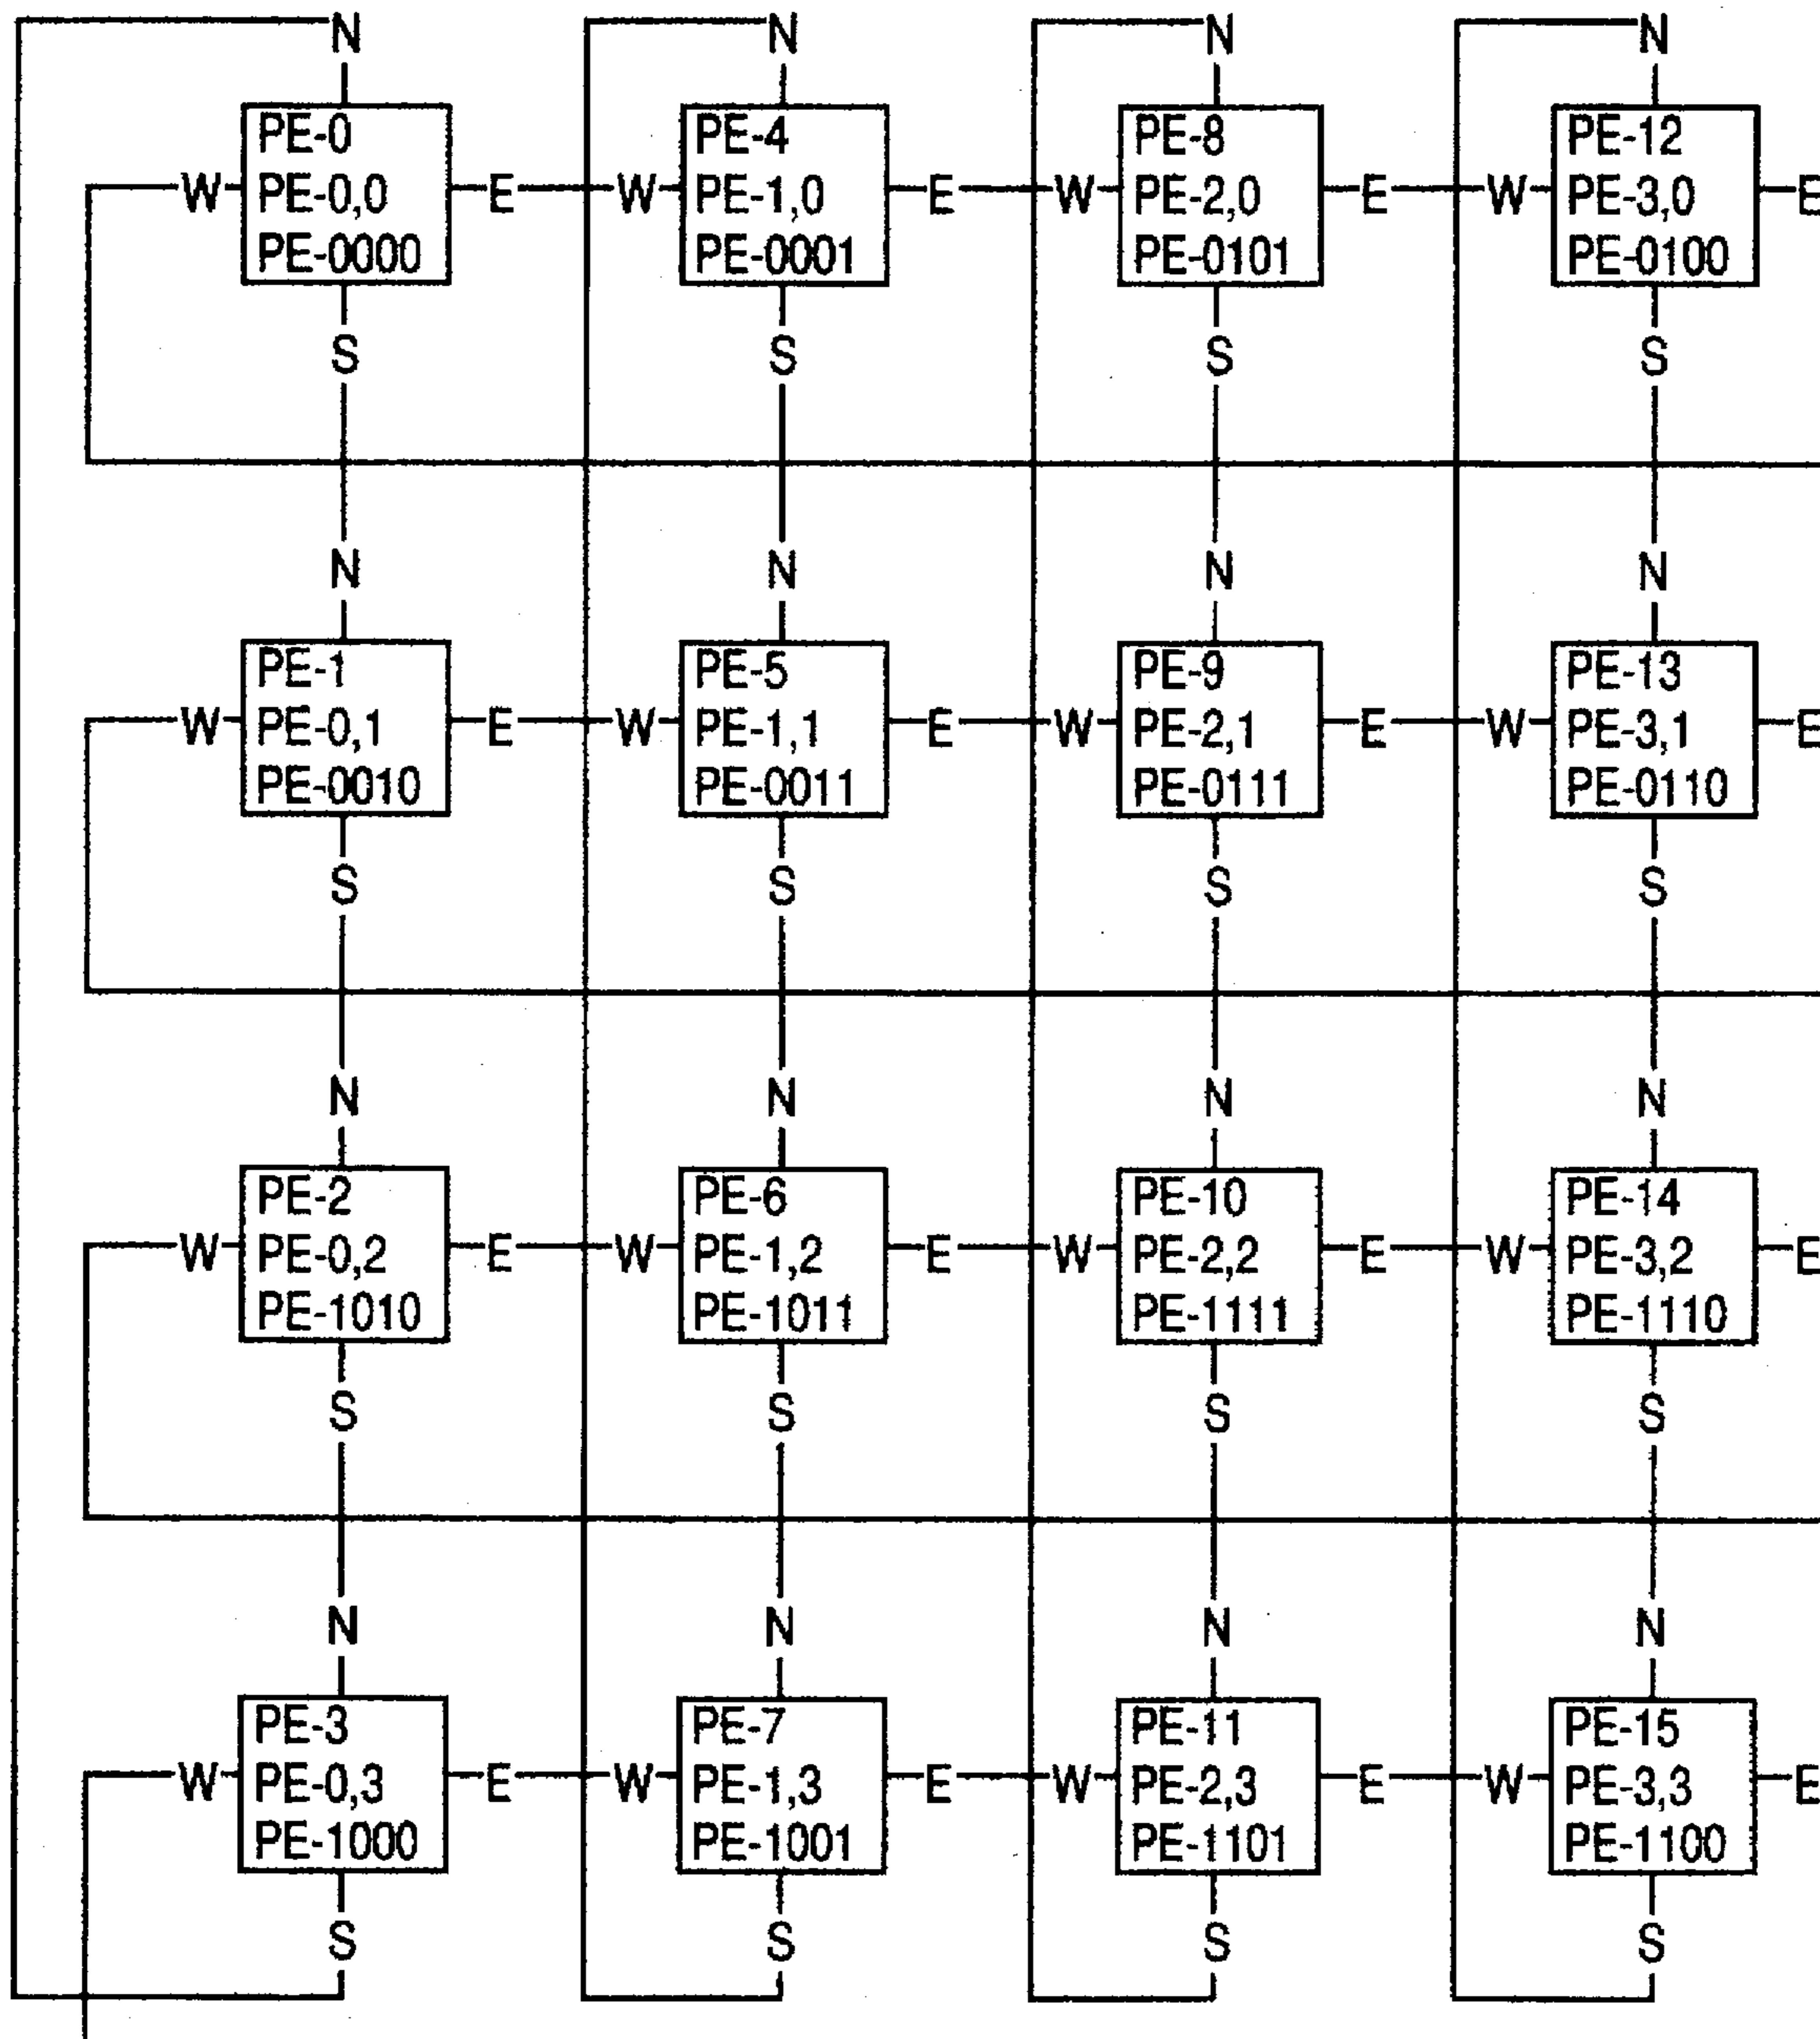 N N N N
PE-0 PE-4 PE-8 PE-12
W PE-0,0 E W PE-1,0 E W PE-2,0 E W PE-3,0 E
PE-0000 PE-0001 PE-0101 PE-0100
S S S S
N N N N
PE-1 PE-5 PE-9 PE-13
W PE-0,1 E W PE-1,1 E W PE-2,1 E W PE-3,1 E
PE-0010 PE-0011 PE-0111 PE-0110
S S S S
N N N N
PE-2 PE-6 PE-10 PE-14
W PE-0,2 E W PE-1,2 E W PE-2,2 E W PE-3,2 E
PE-1010 PE-1011 PE-1111 PE-1110
S S S S
N N N N
PE-3 PE-7 PE-11 PE-15
W PE-0,3 E W PE-1,3 E W PE-2,3 E W PE-3,3 E
PE-1000 PE-1001 PE-1101 PE-1100
S S S S